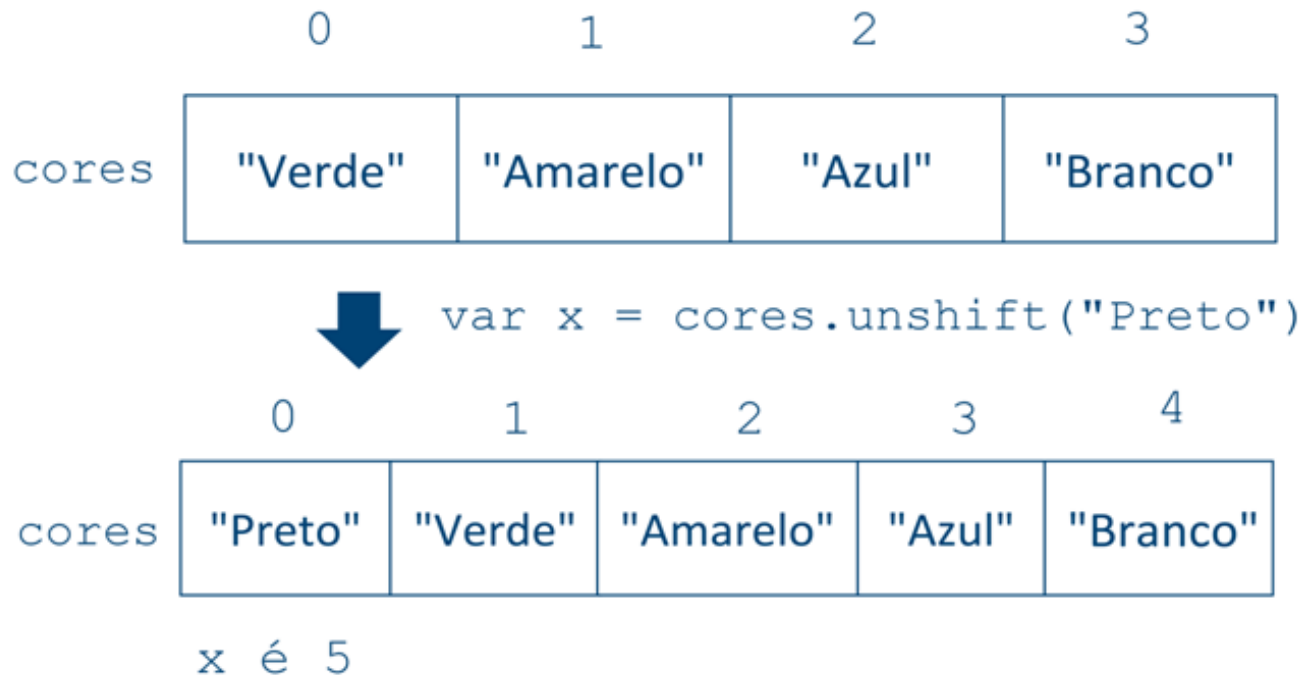 0 1 2 3
cores "Verde" "Amarelo" "Azul" "Branco"
var x = cores.unshift("Preto")
0 1 2 3 4
cores "Preto" "Verde" "Amarelo" "Azul" "Branco"
x é 5